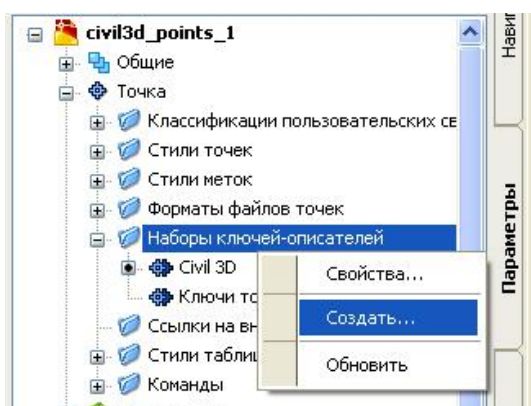 civil3d_points_1
Общие
Точка
Классификации пользовательских св
Стили точек
Стили меток
Форматы файлов точек
Наборы ключей-описателей
Civil 3D
Ключи то
Ссылки на вн
Стили таблиц
Команды
Свойства...
Создать...
Обновить
Навиг
Параметры